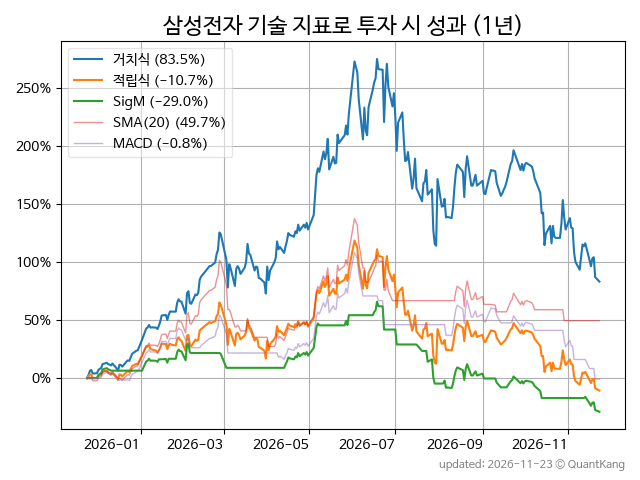 삼성전자 기술 지표로 투자 시 성과 (1년)
거치식 (83.5%)
적립식 (−10.7%)
SigM (−29.0%)
SMA(20) (49.7%)
MACD (−0.8%)
250%
200%
150%
100%
50%
0%
2026-01 2026-03 2026-05 2026-07 2026-09 2026-11
updated: 2026-11-23 © QuantKang